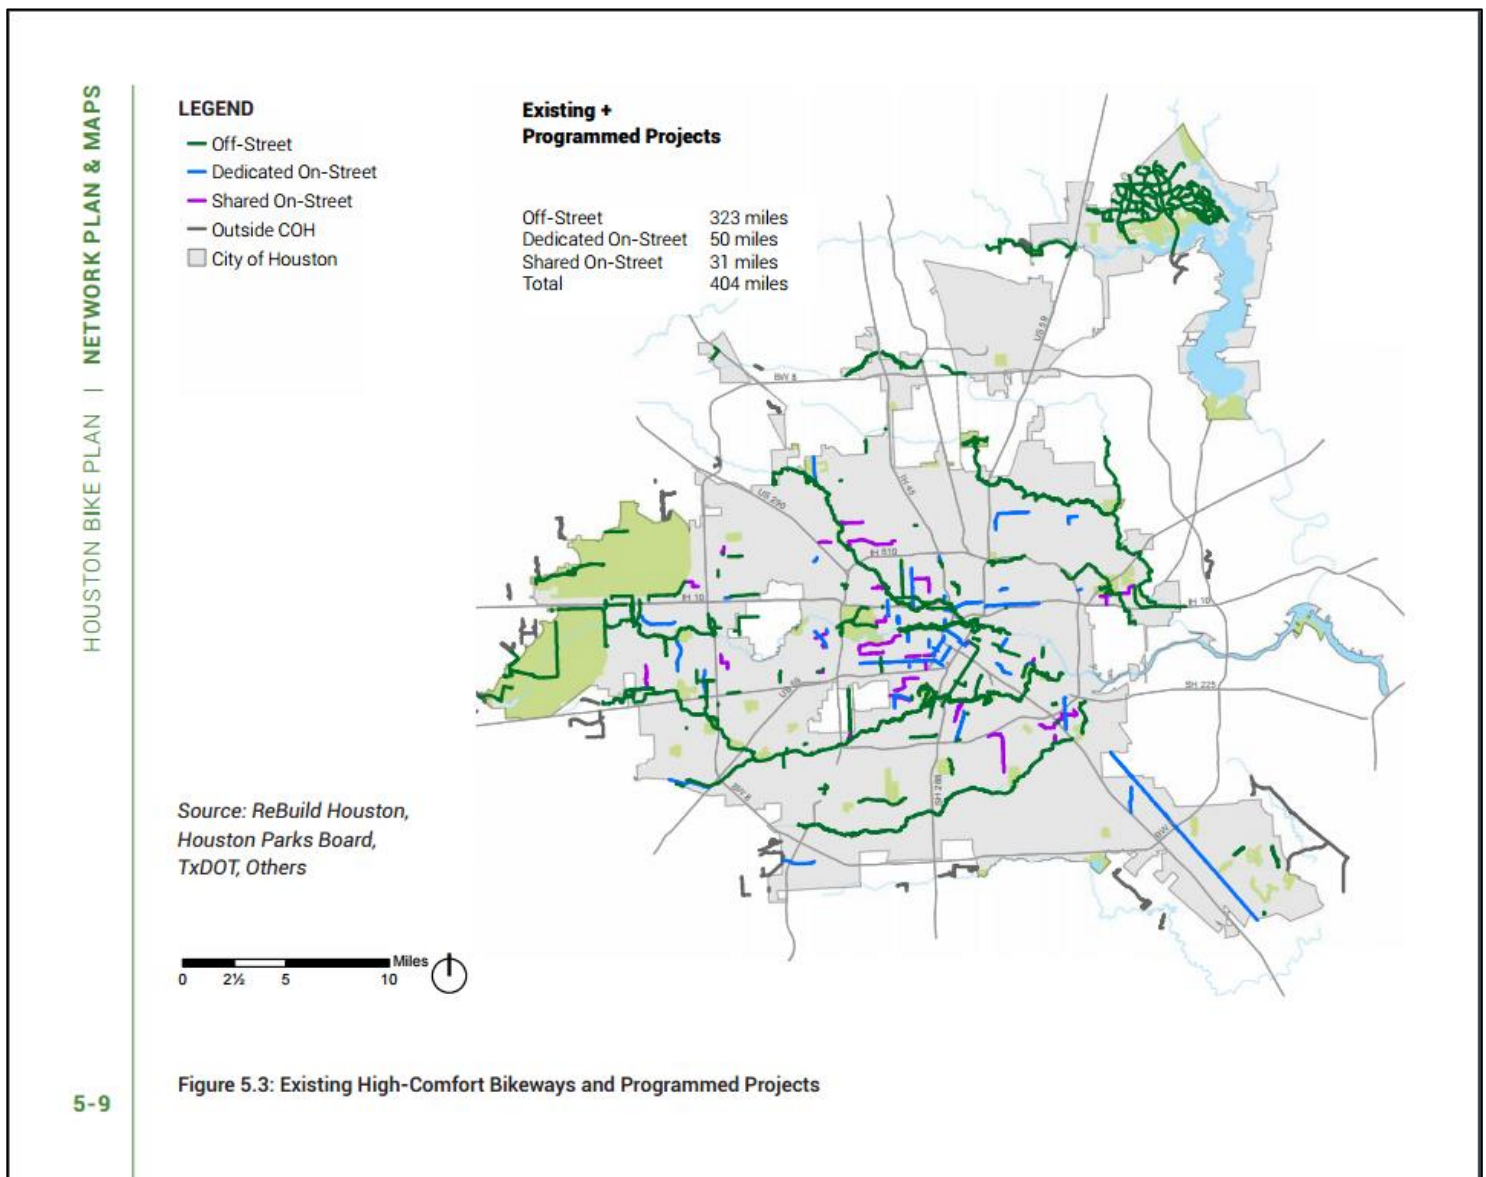 HOUSTON BIKE PLAN | NETWORK PLAN & MAPS
LEGEND
Off-Street
Dedicated On-Street
Shared On-Street
Outside COH
City of Houston
Existing +
Programmed Projects
Off-Street 323 miles
Dedicated On-Street 50 miles
Shared On-Street 31 miles
Total 404 miles
US 59
BW 8
US 290
IH 45
IH 610
IH 10
IH 10
US 59
SH 225
BW 8
SH 288
BW
Source: ReBuild Houston,
Houston Parks Board,
TxDOT, Others
Miles
0 2½ 5 10
Figure 5.3: Existing High-Comfort Bikeways and Programmed Projects
5-9